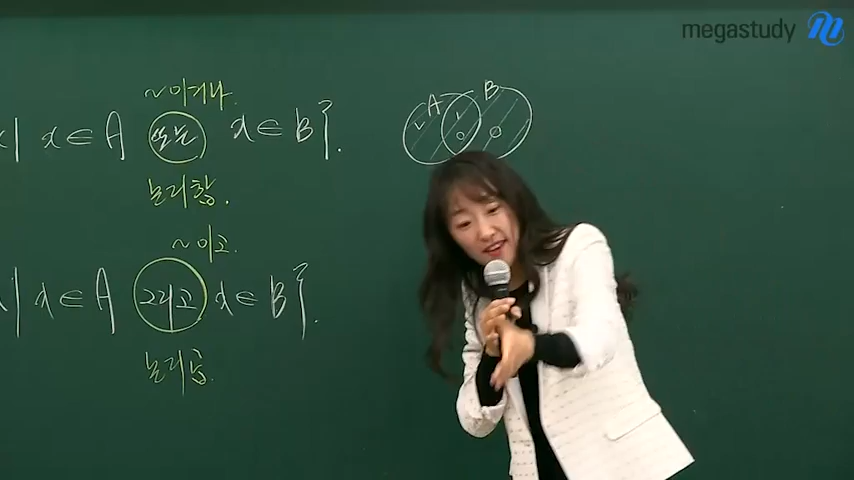 megastudy
~이거나.
| x∈A 또는 x∈B}.
논리합.
A B
~이고.
| x∈A 그리고 x∈B}.
논리곱.